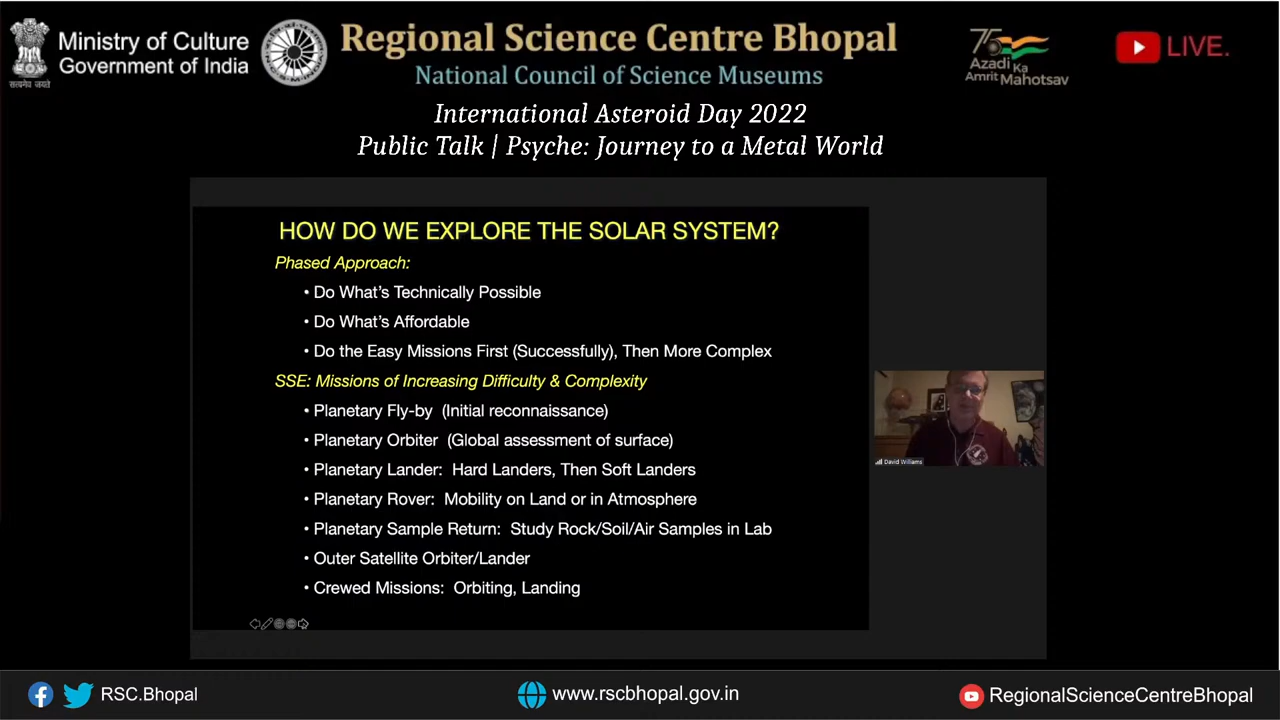 Ministry of Culture
Government of India
सत्यमेव जयते
Regional Science Centre Bhopal
National Council of Science Museums
75
Azadi Ka
Amrit Mahotsav
LIVE.
International Asteroid Day 2022
Public Talk | Psyche: Journey to a Metal World
HOW DO WE EXPLORE THE SOLAR SYSTEM?
Phased Approach:
• Do What's Technically Possible
• Do What's Affordable
• Do the Easy Missions First (Successfully), Then More Complex
SSE: Missions of Increasing Difficulty & Complexity
• Planetary Fly-by (Initial reconnaissance)
• Planetary Orbiter (Global assessment of surface)
• Planetary Lander: Hard Landers, Then Soft Landers
• Planetary Rover: Mobility on Land or in Atmosphere
• Planetary Sample Return: Study Rock/Soil/Air Samples in Lab
• Outer Satellite Orbiter/Lander
• Crewed Missions: Orbiting, Landing
David Williams
RSC.Bhopal
www.rscbhopal.gov.in
RegionalScienceCentreBhopal